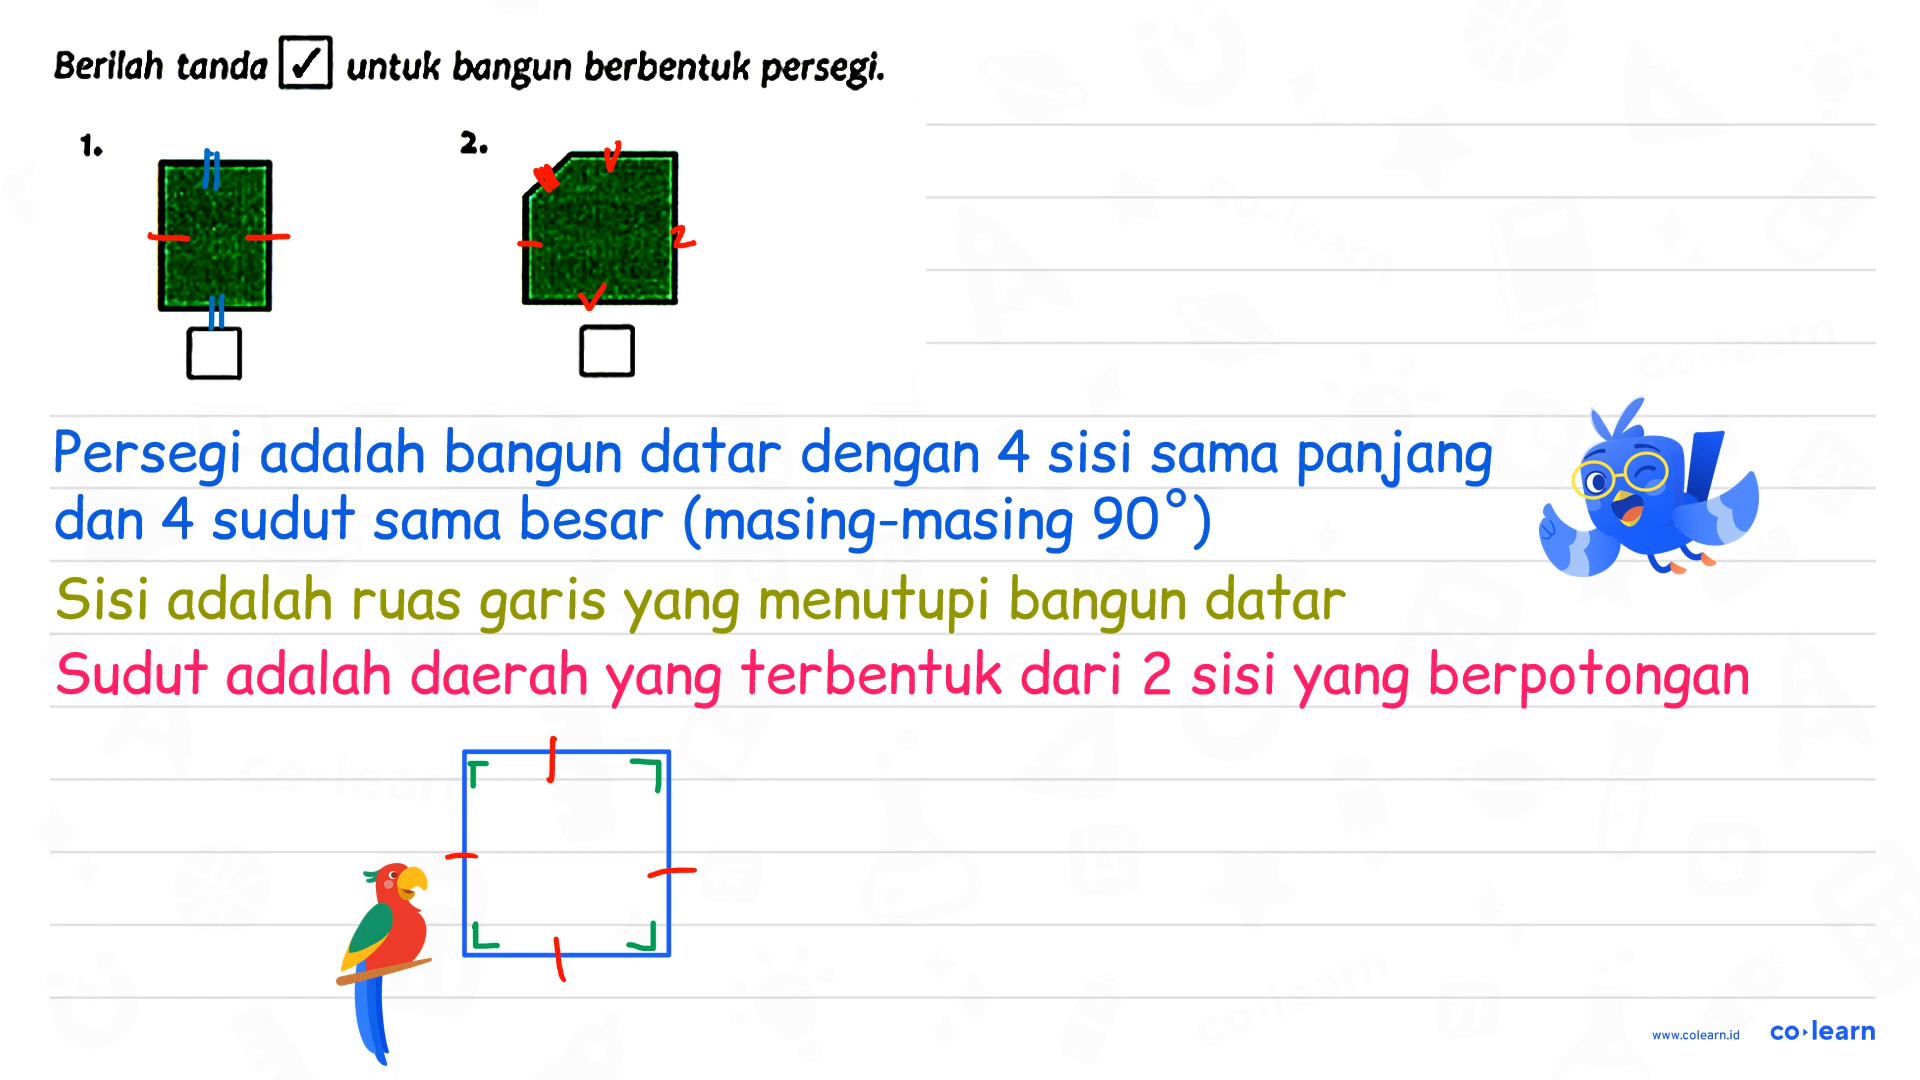 Berilah tanda ✓ untuk bangun berbentuk persegi.
1.
2.
Persegi adalah bangun datar dengan 4 sisi sama panjang
dan 4 sudut sama besar (masing-masing 90°)
Sisi adalah ruas garis yang menutupi bangun datar
Sudut adalah daerah yang terbentuk dari 2 sisi yang berpotongan
www.colearn.id
co·learn